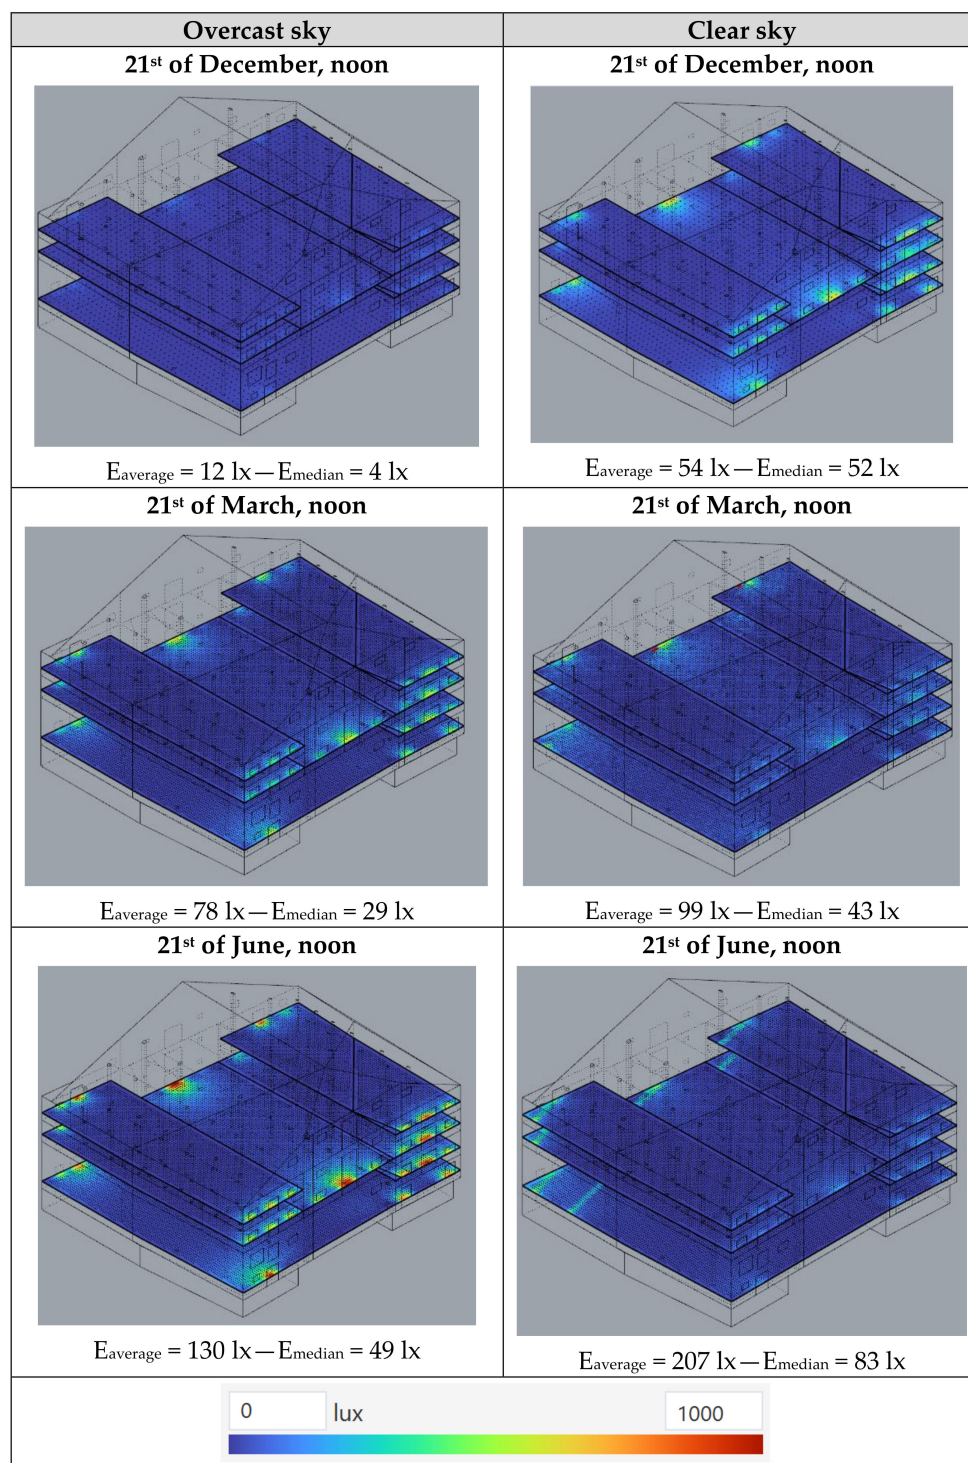 Overcast sky
Clear sky
21st of December, noon
21st of December, noon
Eaverage = 12 lx—Emedian = 4 lx
Eaverage = 54 lx—Emedian = 52 lx
21st of March, noon
21st of March, noon
Eaverage = 78 lx—Emedian = 29 lx
Eaverage = 99 lx—Emedian = 43 lx
21st of June, noon
21st of June, noon
Eaverage = 130 lx—Emedian = 49 lx
Eaverage = 207 lx—Emedian = 83 lx
0 lux 1000